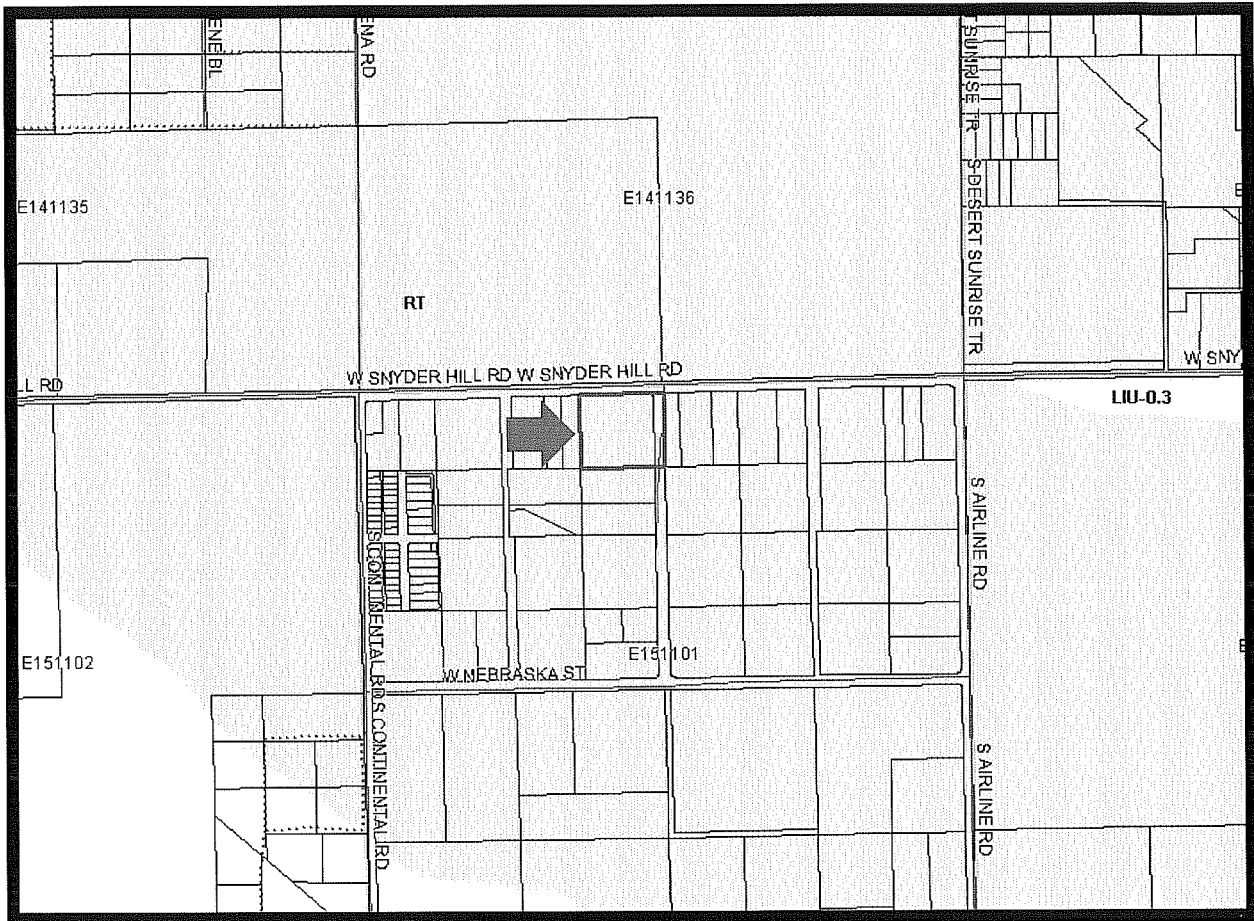 ENE BL
ENA RD
T SUNRISE TR
S DESERT SUNRISE TR
E141135
E141136
E
RT
W SNYDER HILL RD W SNYDER HILL RD
W SNY
LL RD
LIU-0.3
S AIRLINE RD
S CONTINENTAL RD S CONTINENTAL RD
E151102
E151101
E
W NEBRASKA ST
S AIRLINE RD